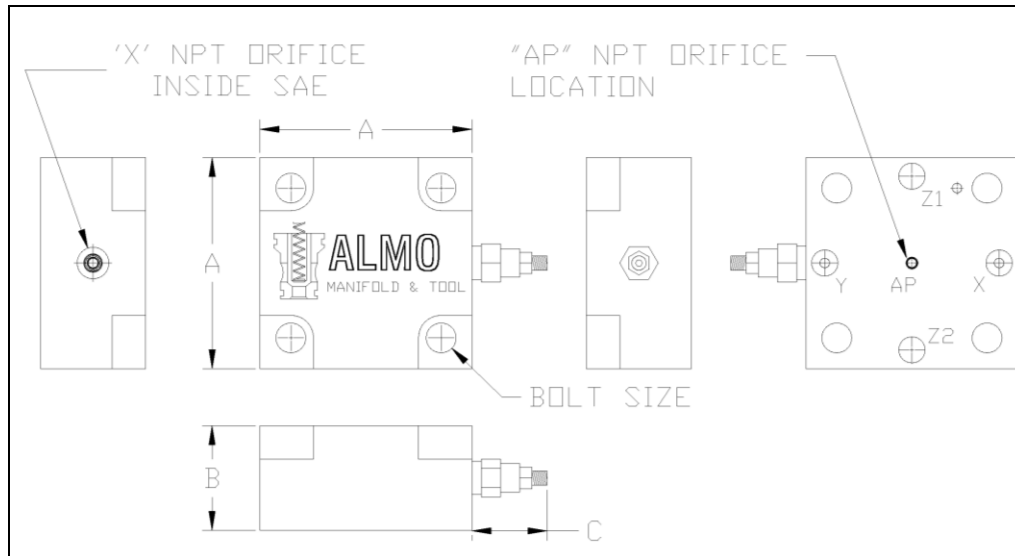 'X' NPT ORIFICE
INSIDE SAE
"AP" NPT ORIFICE
LOCATION
A
A
ALMO
MANIFOLD & TOOL
Z1
Y
AP
X
Z2
BOLT SIZE
B
C